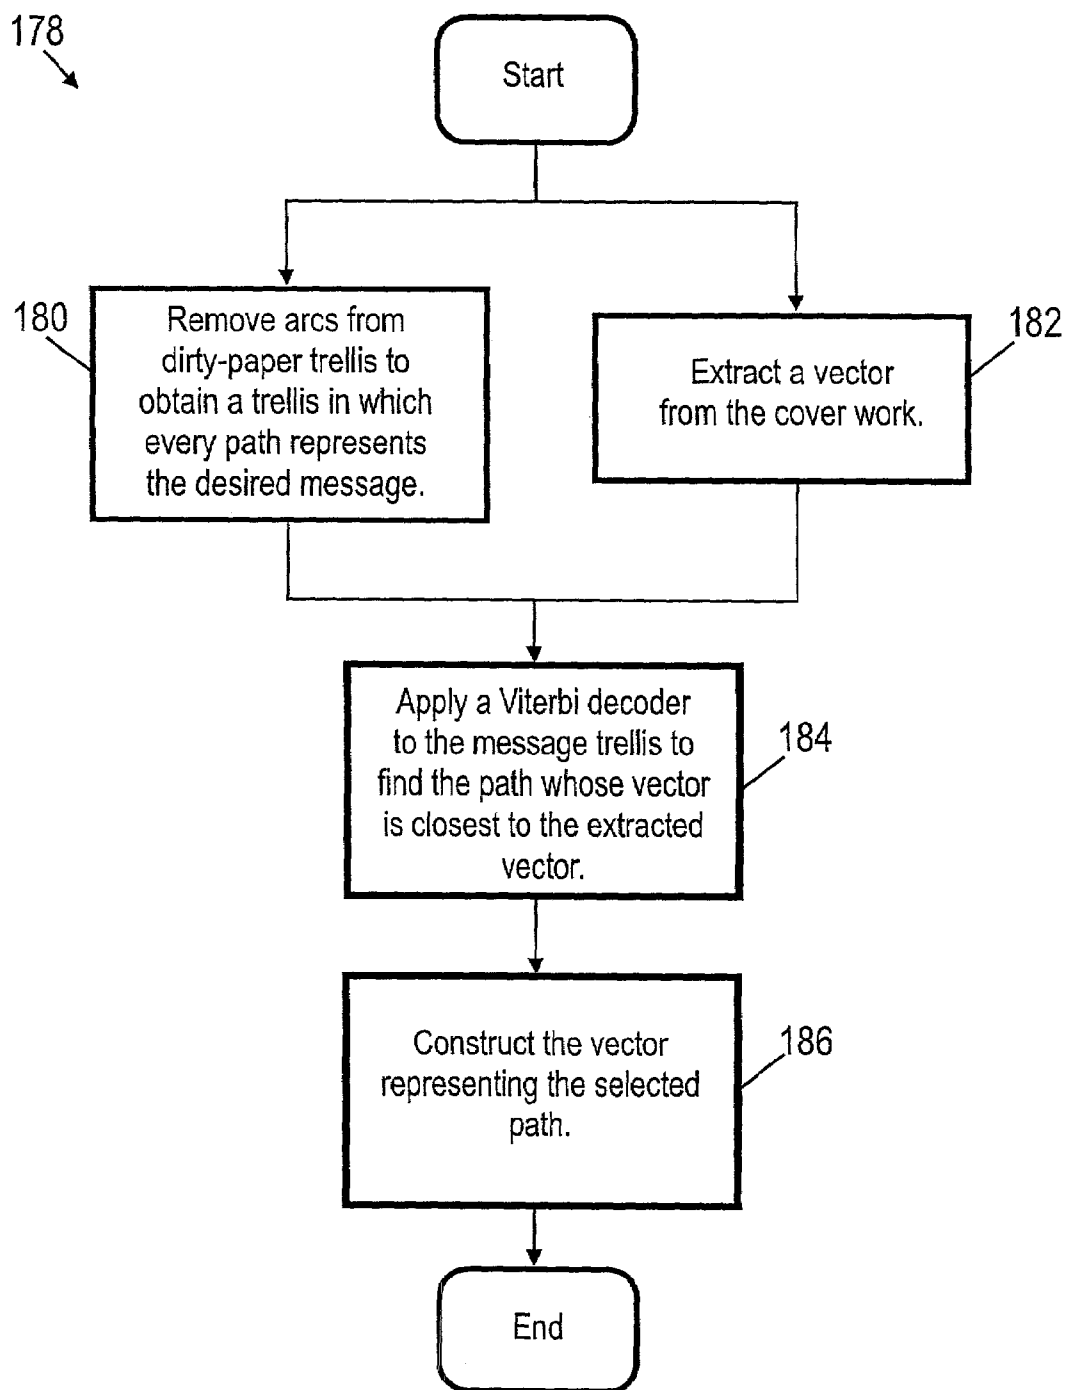 178
Start
180
Remove arcs from
dirty-paper trellis to
obtain a trellis in which
every path represents
the desired message.
182
Extract a vector
from the cover work.
Apply a Viterbi decoder
to the message trellis to
find the path whose vector
is closest to the extracted
vector.
184
Construct the vector
representing the selected
path.
186
End